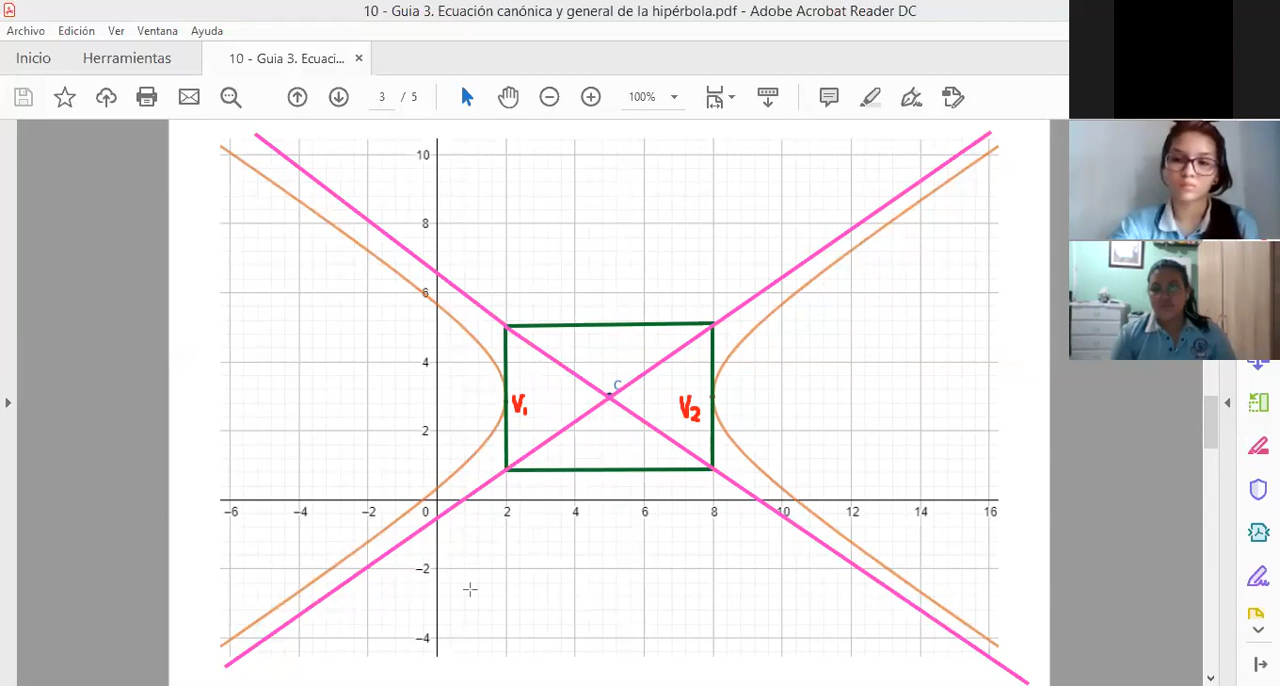 10 - Guia 3. Ecuación canónica y general de la hipérbola.pdf - Adobe Acrobat Reader DC
Archivo Edición Ver Ventana Ayuda
Inicio Herramientas 10 - Guia 3. Ecuaci... ×
3 / 5 100%
10
8
6
4
C
V₁ V₂
2
-6 -4 -2 0 2 4 6 8 10 12 14 16
-2
-4